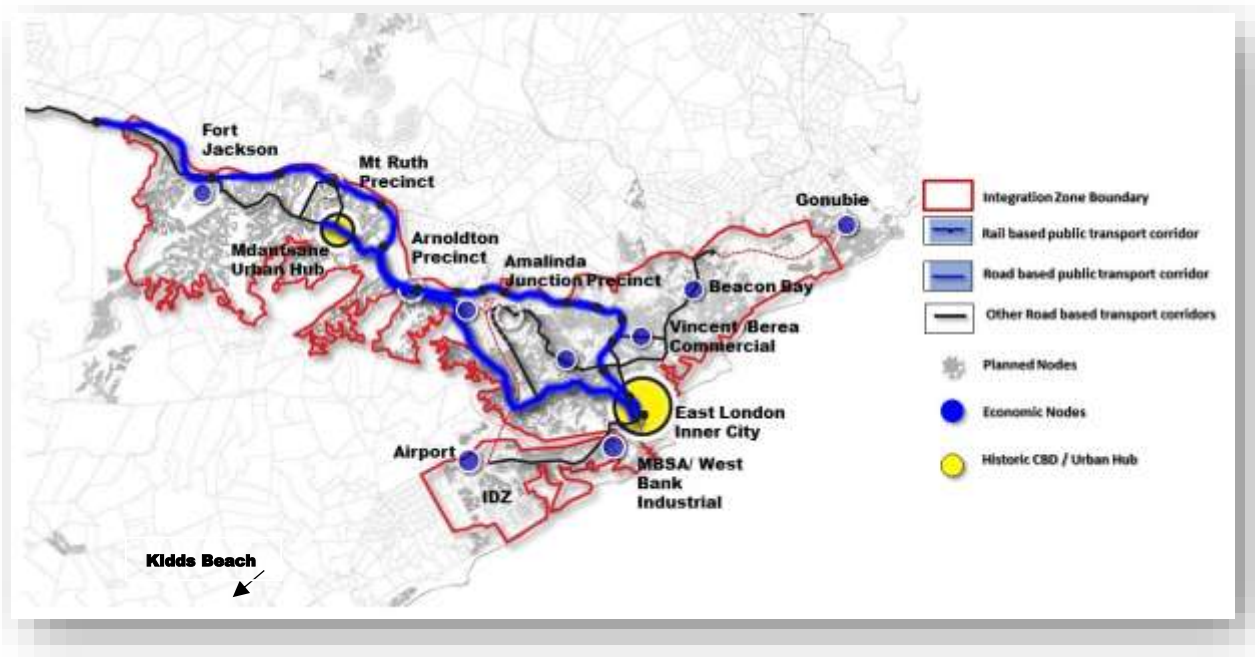 Fort
Jackson
Mt Ruth
Precinct
Gonubie
Mdantsane
Urban Hub
Arnoldton
Precinct
Amalinda
Junction Precinct
Beacon Bay
Vincent /Berea
Commercial
East London
Inner City
Airport
MBSA/ West
Bank
Industrial
IDZ
Kidds Beach
Integration Zone Boundary
Rail based public transport corridor
Road based public transport corridor
Other Road based transport corridors
Planned Nodes
Economic Nodes
Historic CBD / Urban Hub